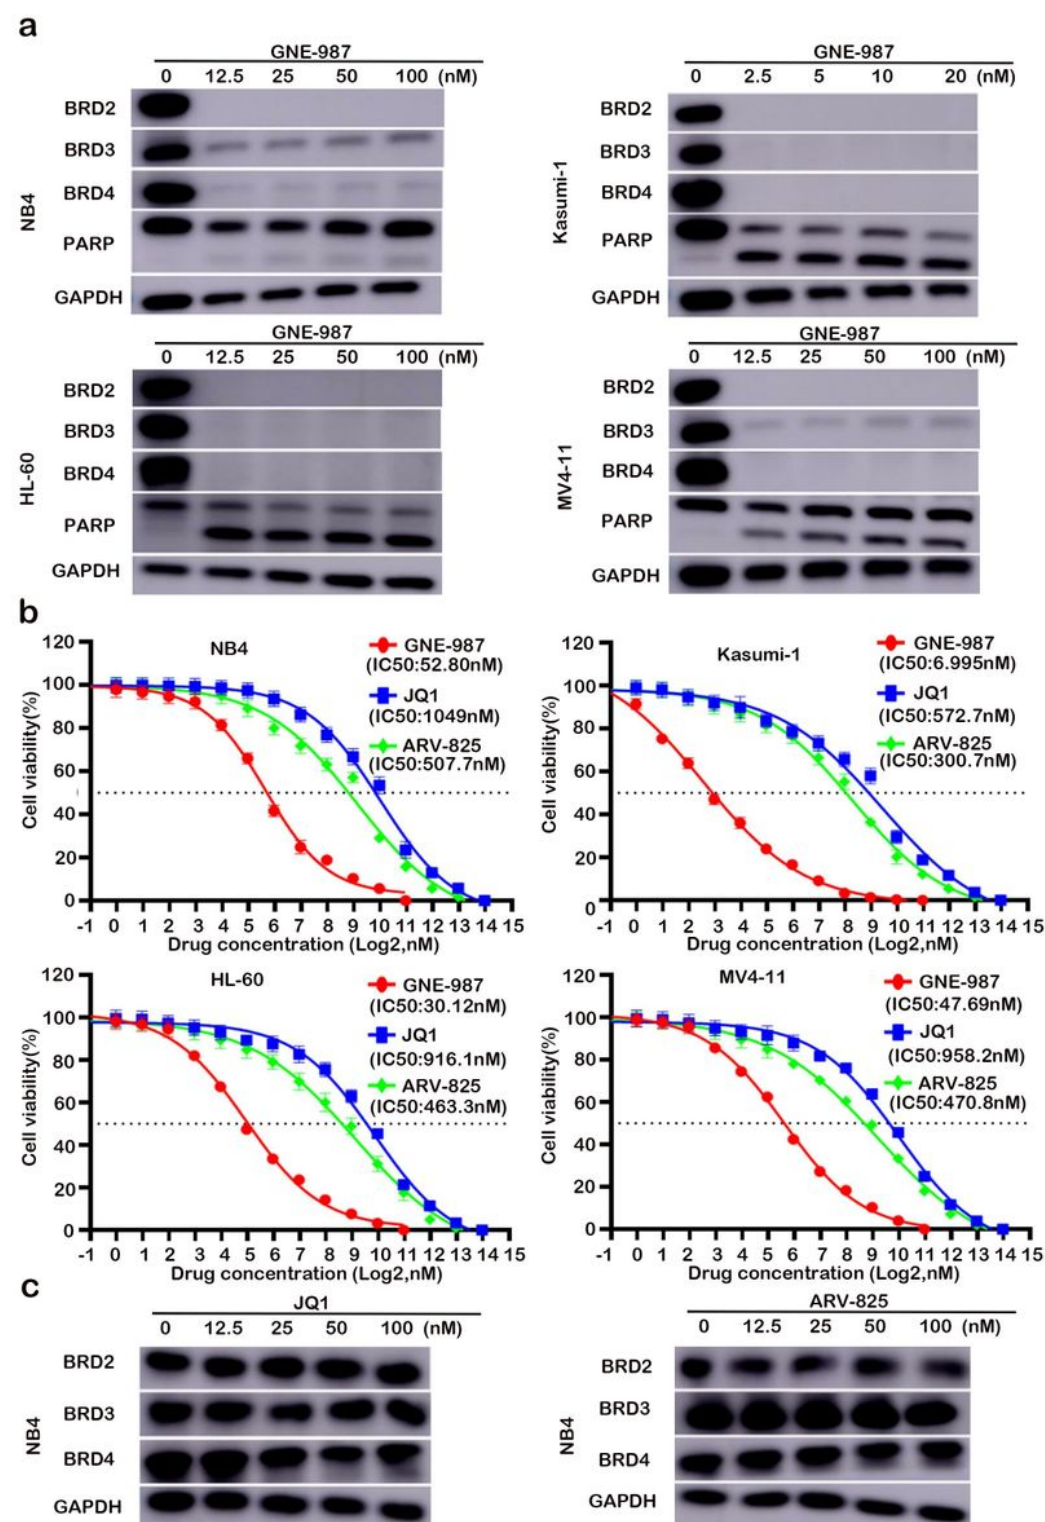 a
GNE-987
0 12.5 25 50 100 (nM)
BRD2
BRD3
BRD4
PARP
GAPDH
NB4
GNE-987
0 2.5 5 10 20 (nM)
BRD2
BRD3
BRD4
PARP
GAPDH
Kasumi-1
GNE-987
0 12.5 25 50 100 (nM)
BRD2
BRD3
BRD4
PARP
GAPDH
HL-60
GNE-987
0 12.5 25 50 100 (nM)
BRD2
BRD3
BRD4
PARP
GAPDH
MV4-11
b
NB4
GNE-987
(IC50:52.80nM)
JQ1
(IC50:1049nM)
ARV-825
(IC50:507.7nM)
Cell viability(%)
120
100
80
60
40
20
0
-1 0 1 2 3 4 5 6 7 8 9 10 11 12 13 14 15
Drug concentration (Log2,nM)
Kasumi-1
GNE-987
(IC50:6.995nM)
JQ1
(IC50:572.7nM)
ARV-825
(IC50:300.7nM)
Cell viability(%)
120
100
80
60
40
20
0
-1 0 1 2 3 4 5 6 7 8 9 10 11 12 13 14 15
Drug concentration (Log2,nM)
HL-60
GNE-987
(IC50:30.12nM)
JQ1
(IC50:916.1nM)
ARV-825
(IC50:463.3nM)
Cell viability(%)
120
100
80
60
40
20
0
-1 0 1 2 3 4 5 6 7 8 9 10 11 12 13 14 15
Drug concentration (Log2,nM)
MV4-11
GNE-987
(IC50:47.69nM)
JQ1
(IC50:958.2nM)
ARV-825
(IC50:470.8nM)
Cell viability(%)
120
100
80
60
40
20
0
-1 0 1 2 3 4 5 6 7 8 9 10 11 12 13 14 15
Drug concentration (Log2,nM)
c
JQ1
0 12.5 25 50 100 (nM)
BRD2
BRD3
BRD4
GAPDH
NB4
ARV-825
0 12.5 25 50 100 (nM)
BRD2
BRD3
BRD4
GAPDH
NB4